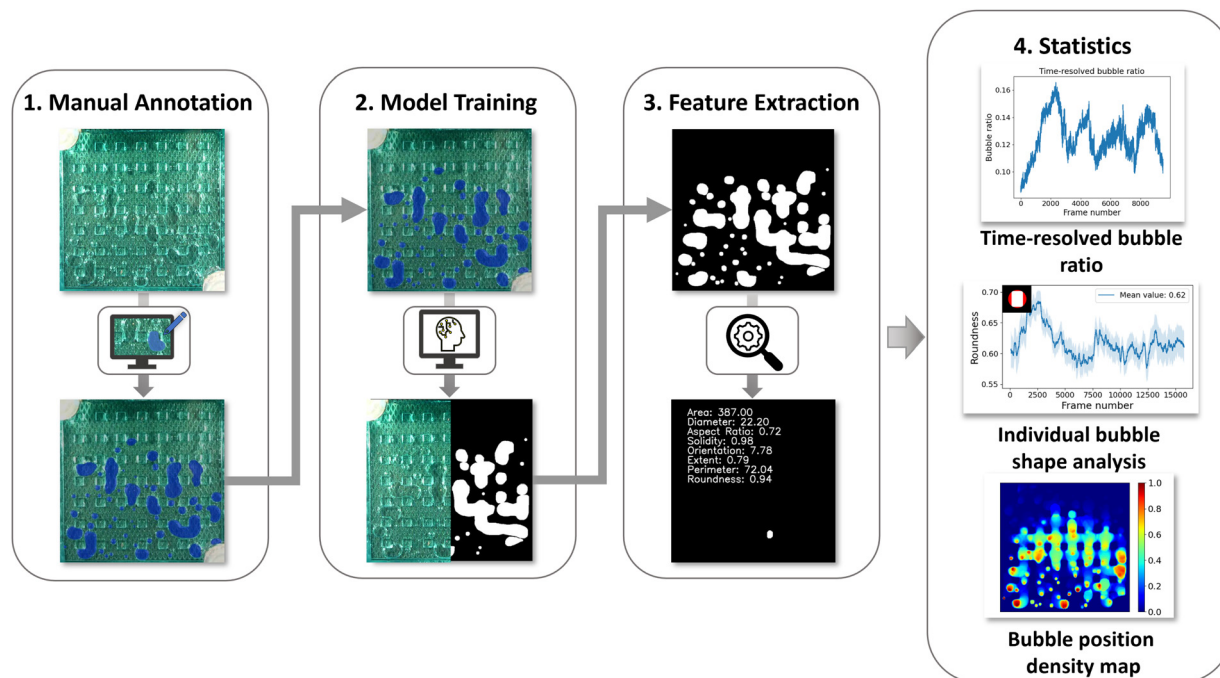 1. Manual Annotation
2. Model Training
3. Feature Extraction
Area: 387.00
Diameter: 22.20
Aspect Ratio: 0.72
Solidity: 0.98
Orientation: 7.78
Extent: 0.79
Perimeter: 72.04
Roundness: 0.94
4. Statistics
Time-resolved bubble ratio
0.16
0.14
0.12
0.10
Bubble ratio
0 2000 4000 6000 8000
Frame number
Time-resolved bubble
ratio
0.70
0.65
0.60
0.55
Roundness
Mean value: 0.62
0 2500 5000 7500 10000 12500 15000
Frame number
Individual bubble
shape analysis
1.0
0.8
0.6
0.4
0.2
0.0
Bubble position
density map